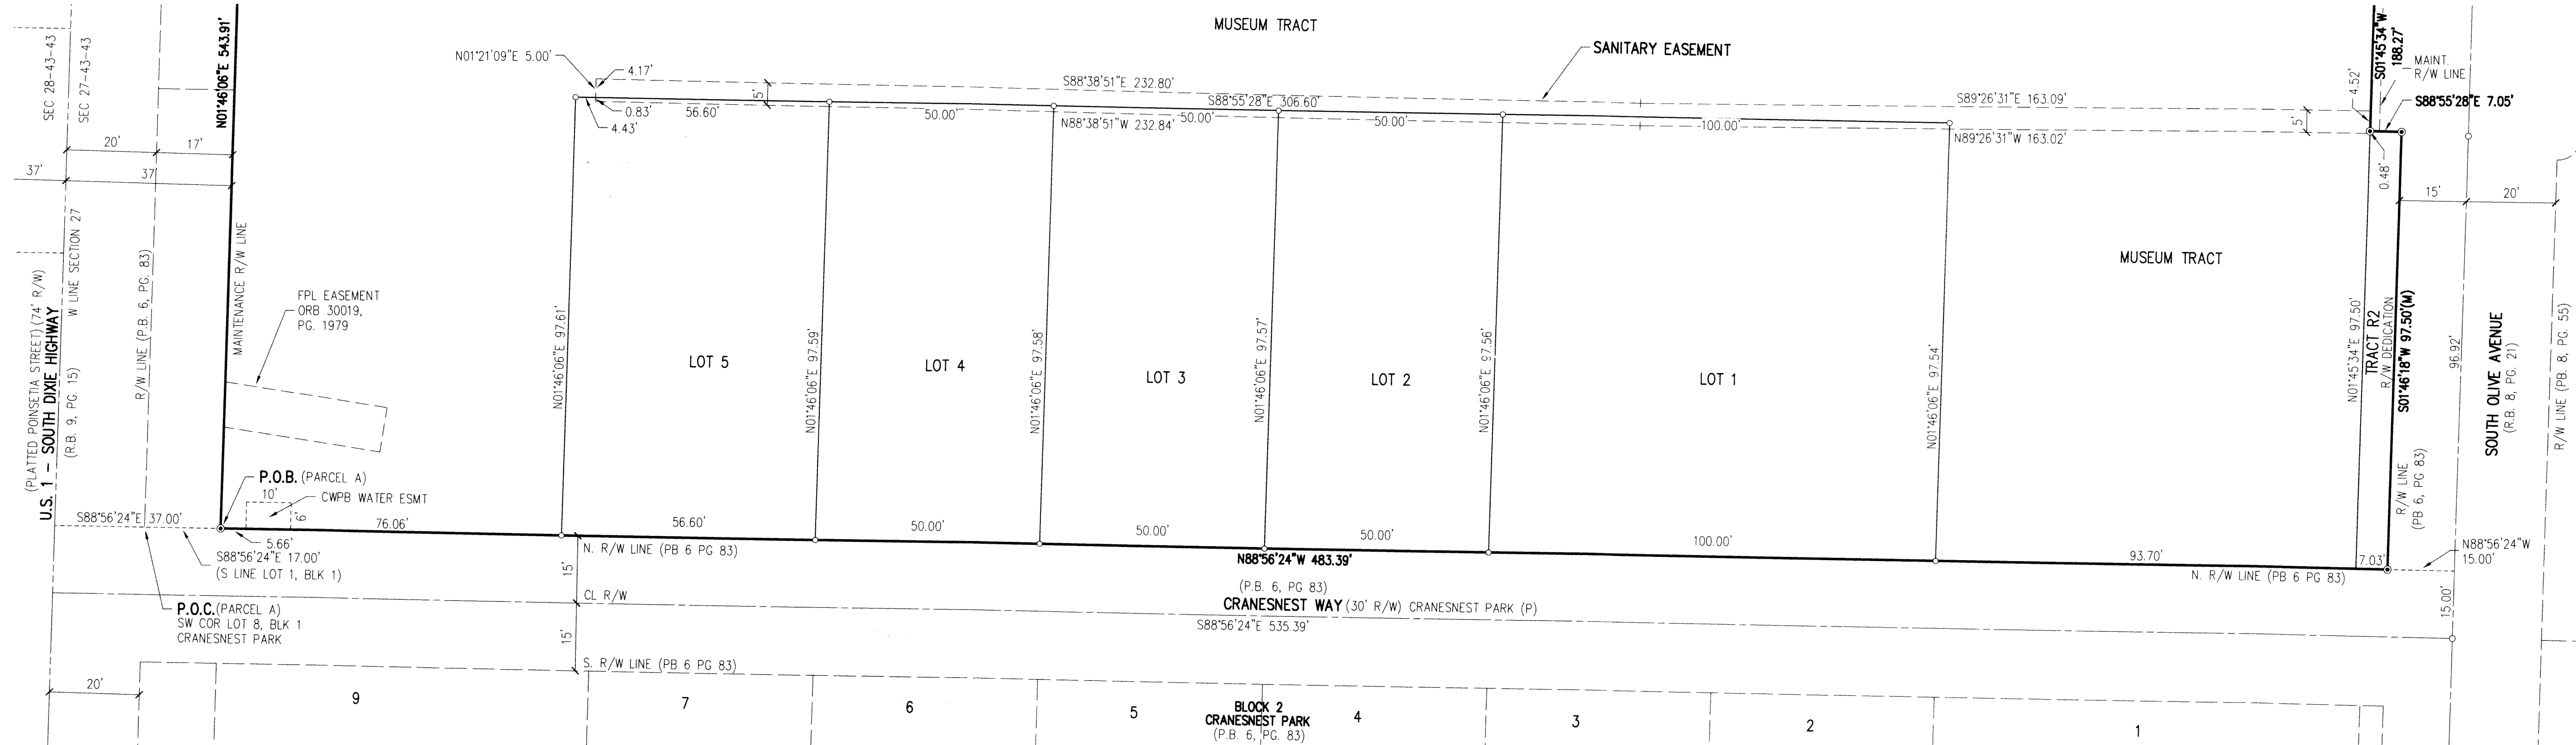 MUSEUM TRACT
SEC 28-43-43
SEC 27-43-43
N01°46'06"E 543.91'
N01°21'09"E 5.00'
4.17'
5'
S88°38'51"E 232.80'
SANITARY EASEMENT
S88°55'28"E 306.60'
S89°26'31"E 163.09'
4.52'
S01°45'34"W
188.27'
MAINT.
R/W LINE
S88°55'28"E 7.05'
0.83'
4.43'
56.60'
50.00'
N88°38'51"W 232.84'
50.00'
50.00'
100.00'
N89°26'31"W 163.02'
5'
0.48'
20'
17'
37'
37'
15'
20'
W LINE SECTION 27
(PLATTED POINSETIA STREET) (74' R/W)
U.S. 1 - SOUTH DIXIE HIGHWAY
(R.B. 9, PG. 15)
R/W LINE (P.B. 6, PG. 83)
MAINTENANCE R/W LINE
FPL EASEMENT
ORB 30019,
PG. 1979
N01°46'06"E 97.61'
LOT 5
N01°46'06"E 97.59'
LOT 4
N01°46'06"E 97.58'
LOT 3
N01°46'06"E 97.57'
LOT 2
N01°46'06"E 97.56'
LOT 1
N01°46'06"E 97.54'
MUSEUM TRACT
N01°45'34"E 97.50'
TRACT R2
R/W DEDICATION
S01°46'18"W 97.50'(M)
R/W LINE
(PB 6, PG 83)
96.92'
SOUTH OLIVE AVENUE
(R.B. 8, PG. 21)
R/W LINE (PB. 8, PG. 55)
P.O.B. (PARCEL A)
10'
CWPB WATER ESMT
6'
S88°56'24"E 37.00'
5.66'
S88°56'24"E 17.00'
(S LINE LOT 1, BLK 1)
76.06'
56.60'
50.00'
50.00'
50.00'
100.00'
93.70'
7.03'
N88°56'24"W
15.00'
N. R/W LINE (PB 6 PG 83)
N88°56'24"W 483.39'
N. R/W LINE (PB 6 PG 83)
15'
P.O.C. (PARCEL A)
SW COR LOT 8, BLK 1
CRANESNEST PARK
CL R/W
(P.B. 6, PG 83)
CRANESNEST WAY (30' R/W) CRANESNEST PARK (P)
S88°56'24"E 535.39'
15.00'
15'
S. R/W LINE (PB 6 PG 83)
20'
9
7
6
5
BLOCK 2
CRANESNEST PARK
(P.B. 6, PG. 83)
4
3
2
1